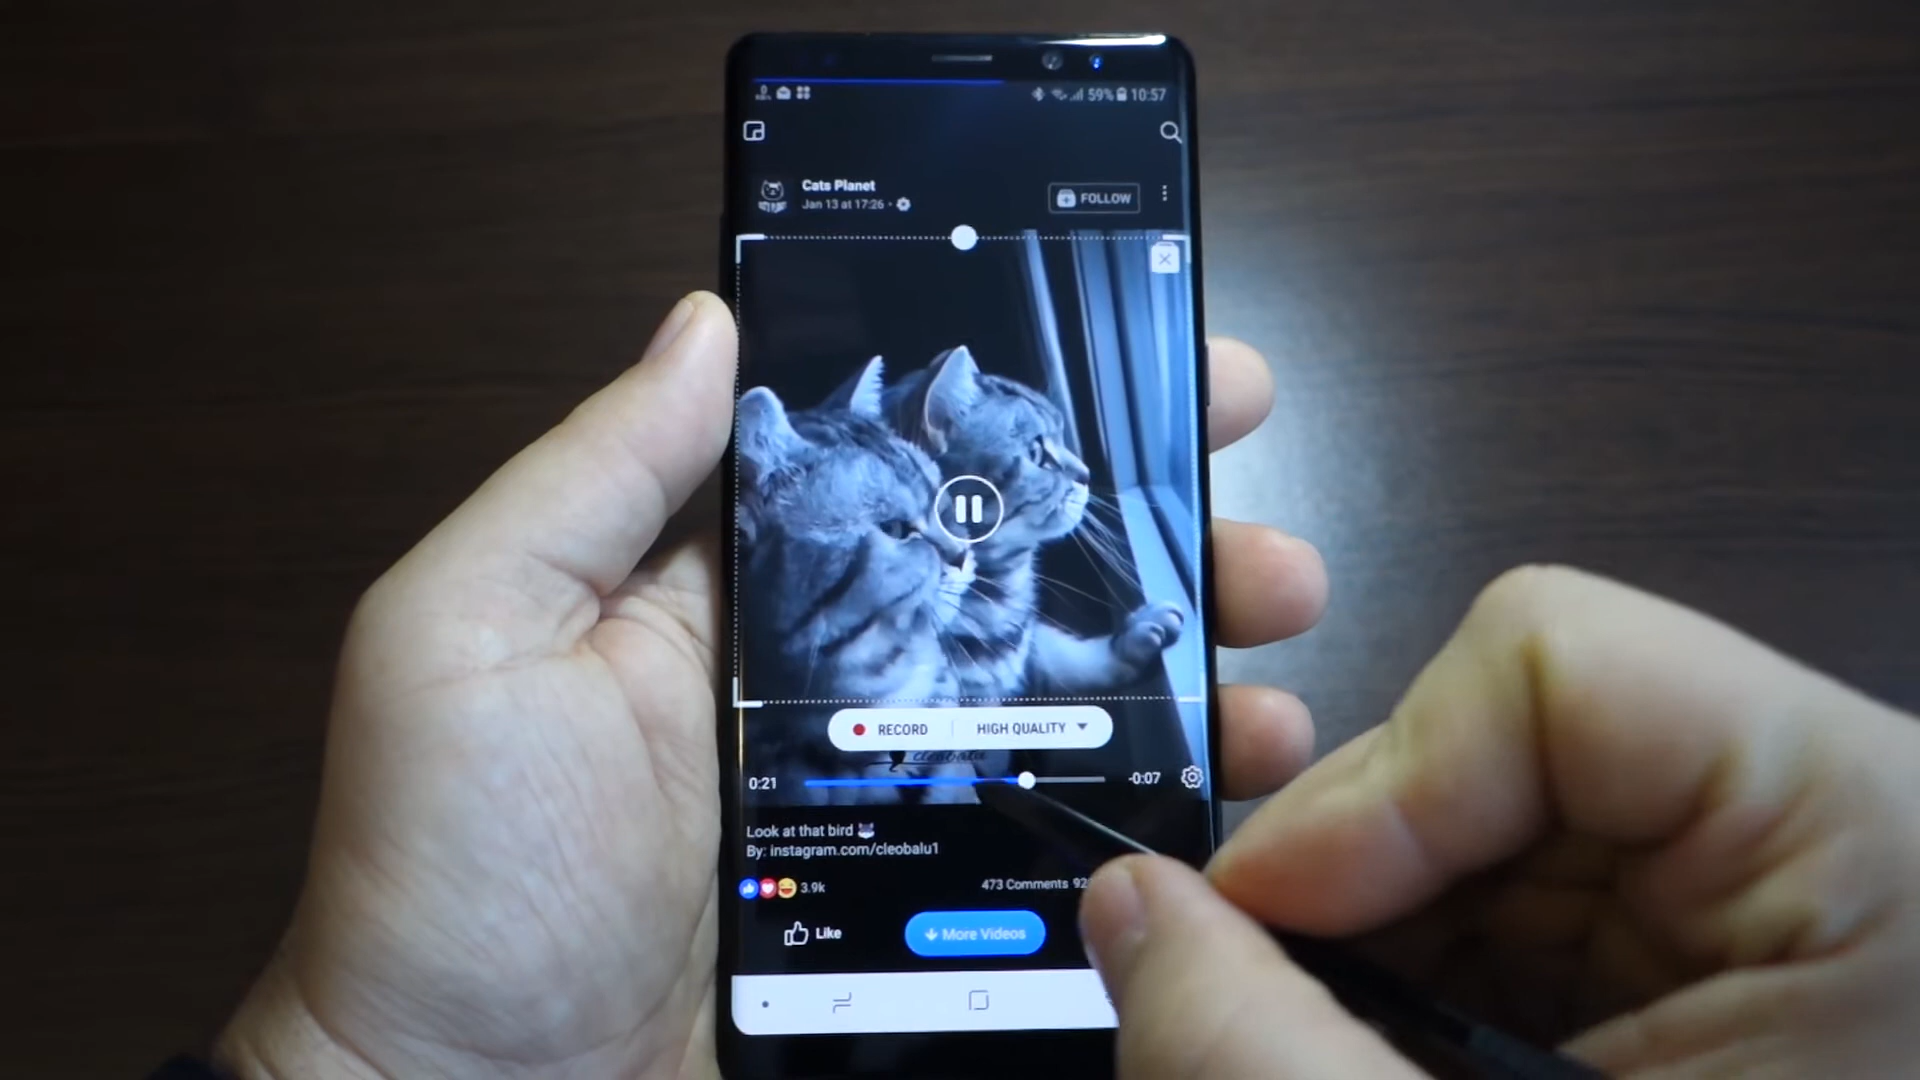 59% 10:57
Cats Planet
Jan 13 at 17:26 ·
FOLLOW
RECORD
HIGH QUALITY
cleobalu
0:21
-0:07
Look at that bird
By: instagram.com/cleobalu1
3.9k
473 Comments
Like
More Videos